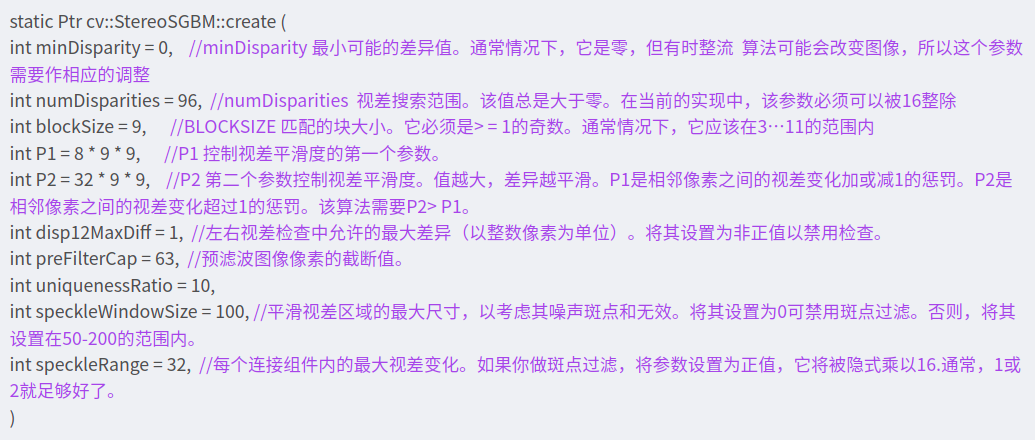 static Ptr cv::StereoSGBM::create (
int minDisparity = 0,    //minDisparity 最小可能的差异值。通常情况下，它是零，但有时整流  算法可能会改变图像，所以这个参数
需要作相应的调整
int numDisparities = 96,  //numDisparities  视差搜索范围。该值总是大于零。在当前的实现中，该参数必须可以被16整除
int blockSize = 9,      //BLOCKSIZE 匹配的块大小。它必须是> = 1的奇数。通常情况下，它应该在3…11的范围内
int P1 = 8 * 9 * 9,      //P1 控制视差平滑度的第一个参数。
int P2 = 32 * 9 * 9,    //P2 第二个参数控制视差平滑度。值越大，差异越平滑。P1是相邻像素之间的视差变化加或减1的惩罚。P2是
相邻像素之间的视差变化超过1的惩罚。该算法需要P2> P1。
int disp12MaxDiff = 1,  //左右视差检查中允许的最大差异（以整数像素为单位）。将其设置为非正值以禁用检查。
int preFilterCap = 63,  //预滤波图像像素的截断值。
int uniquenessRatio = 10,
int speckleWindowSize = 100, //平滑视差区域的最大尺寸，以考虑其噪声斑点和无效。将其设置为0可禁用斑点过滤。否则，将其
设置在50-200的范围内。
int speckleRange = 32,  //每个连接组件内的最大视差变化。如果你做斑点过滤，将参数设置为正值，它将被隐式乘以16.通常，1或
2就足够好了。
)